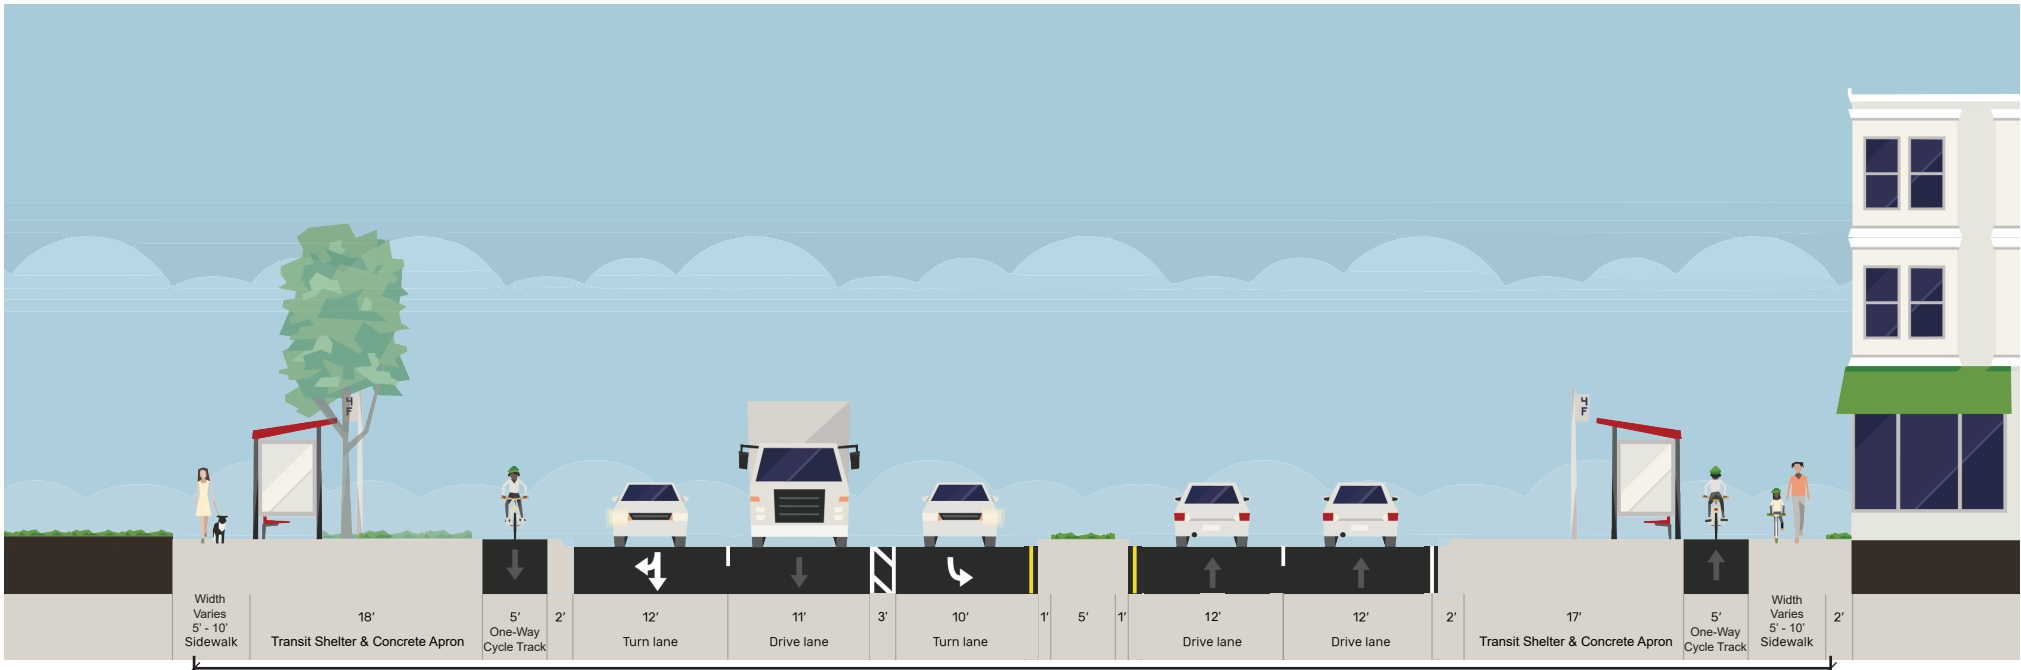 4
F
4
F
Width
Varies
5' - 10'
Sidewalk
18'
Transit Shelter & Concrete Apron
5'
One-Way
Cycle Track
2'
12'
Turn lane
11'
Drive lane
3'
10'
Turn lane
1'
5'
1'
12'
Drive lane
12'
Drive lane
2'
17'
Transit Shelter & Concrete Apron
5'
One-Way
Cycle Track
Width
Varies
5' - 10'
Sidewalk
2'